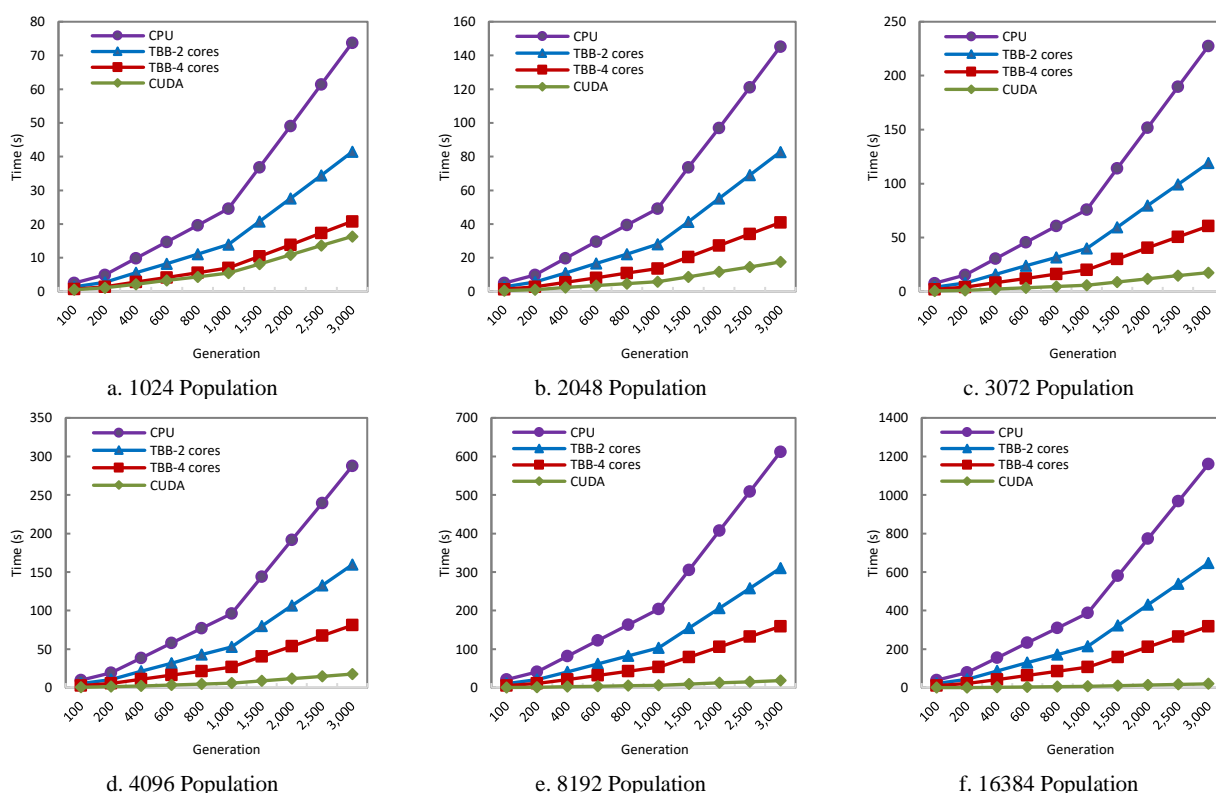 80
70
60
50
40
30
20
10
0
Time (s)
CPU
TBB-2 cores
TBB-4 cores
CUDA
100 200 400 600 800 1,000 1,500 2,000 2,500 3,000
Generation
a. 1024 Population
160
140
120
100
80
60
40
20
0
Time (s)
CPU
TBB-2 cores
TBB-4 cores
CUDA
100 200 400 600 800 1,000 1,500 2,000 2,500 3,000
Generation
b. 2048 Population
250
200
150
100
50
0
Time (s)
CPU
TBB-2 cores
TBB-4 cores
CUDA
100 200 400 600 800 1,000 1,500 2,000 2,500 3,000
Generation
c. 3072 Population
350
300
250
200
150
100
50
0
Time (s)
CPU
TBB-2 cores
TBB-4 cores
CUDA
100 200 400 600 800 1,000 1,500 2,000 2,500 3,000
Generation
d. 4096 Population
700
600
500
400
300
200
100
0
Time (s)
CPU
TBB-2 cores
TBB-4 cores
CUDA
100 200 400 600 800 1,000 1,500 2,000 2,500 3,000
Generation
e. 8192 Population
1400
1200
1000
800
600
400
200
0
Time (s)
CPU
TBB-2 cores
TBB-4 cores
CUDA
100 200 400 600 800 1,000 1,500 2,000 2,500 3,000
Generation
f. 16384 Population